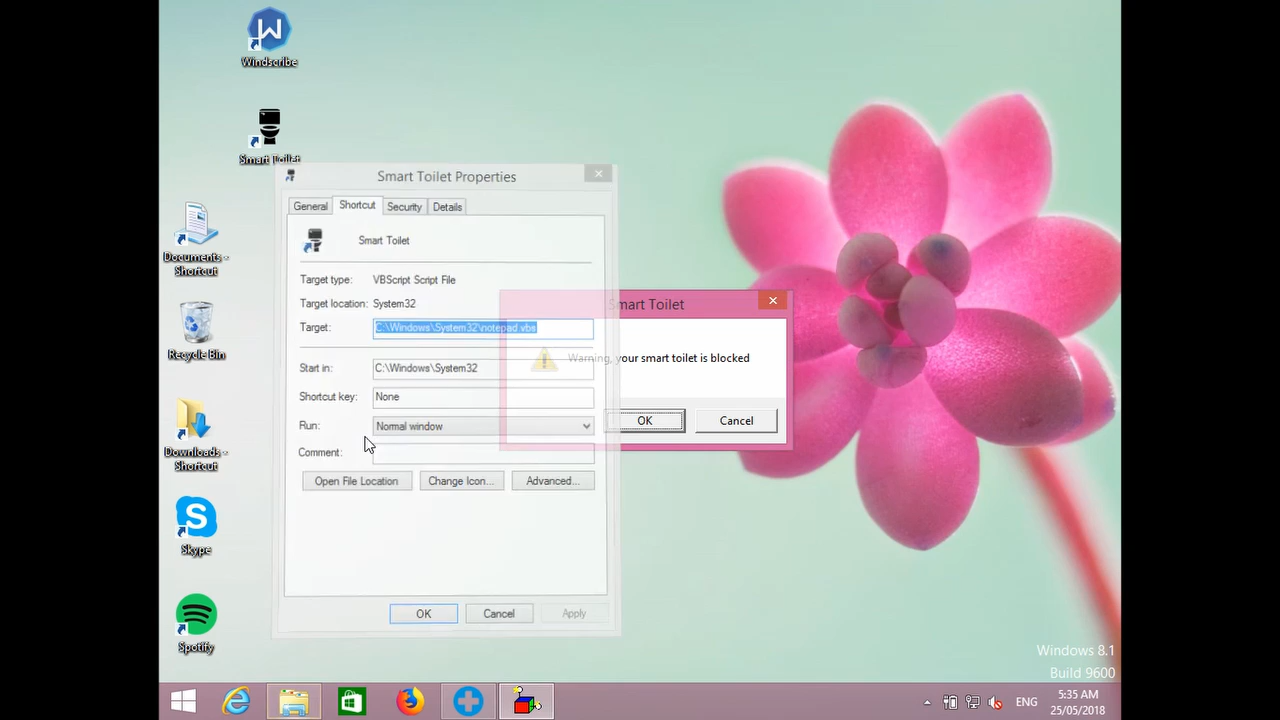 Windscribe
Smart Toilet
Documents - Shortcut
Recycle Bin
Downloads - Shortcut
Skype
Spotify
Smart Toilet Properties
General Shortcut Security Details
Smart Toilet
Target type: VBScript Script File
Target location: System32
Target: C:\Windows\System32\notepad.vbs
Start in: C:\Windows\System32
Shortcut key: None
Run: Normal window
Comment:
Open File Location Change Icon... Advanced...
OK Cancel Apply
Smart Toilet
Warning, your smart toilet is blocked
OK Cancel
Windows 8.1
Build 9600
ENG
5:35 AM
25/05/2018